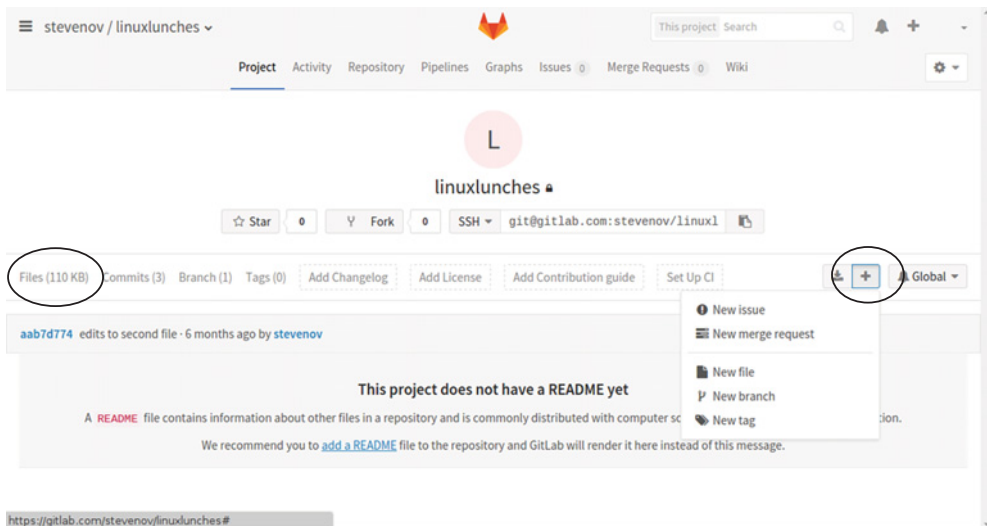 stevenov / linuxlunches
This project Search
Project Activity Repository Pipelines Graphs Issues 0 Merge Requests 0 Wiki
L
linuxlunches
Star 0 Fork 0 SSH git@gitlab.com:stevenov/linuxl
Files (110 KB) Commits (3) Branch (1) Tags (0) Add Changelog Add License Add Contribution guide Set Up CI + Global
New issue
New merge request
New file
New branch
New tag
aab7d774 edits to second file · 6 months ago by stevenov
This project does not have a README yet
A README file contains information about other files in a repository and is commonly distributed with computer sc
We recommend you to add a README file to the repository and GitLab will render it here instead of this message.
https://gitlab.com/stevenov/linuxlunches#